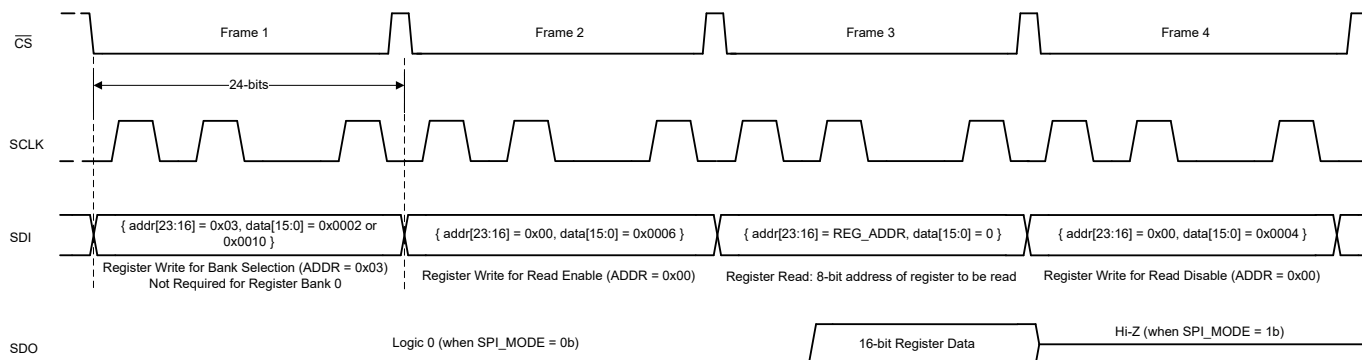 CS
Frame 1
Frame 2
Frame 3
Frame 4
24-bits
SCLK
SDI
{ addr[23:16] = 0x03, data[15:0] = 0x0002 or
0x0010 }
{ addr[23:16] = 0x00, data[15:0] = 0x0006 }
{ addr[23:16] = REG_ADDR, data[15:0] = 0 }
{ addr[23:16] = 0x00, data[15:0] = 0x0004 }
Register Write for Bank Selection (ADDR = 0x03)
Not Required for Register Bank 0
Register Write for Read Enable (ADDR = 0x00)
Register Read: 8-bit address of register to be read
Register Write for Read Disable (ADDR = 0x00)
SDO
Logic 0 (when SPI_MODE = 0b)
16-bit Register Data
Hi-Z (when SPI_MODE = 1b)